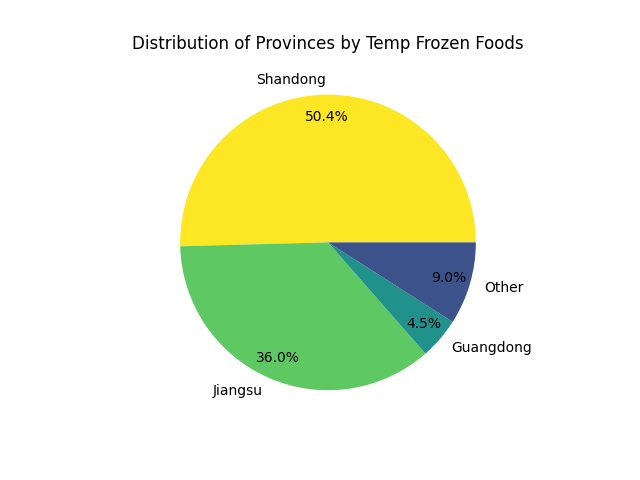 Distribution of Provinces by Temp Frozen Foods
Shandong
50.4%
9.0%
Other
4.5%
Guangdong
36.0%
Jiangsu